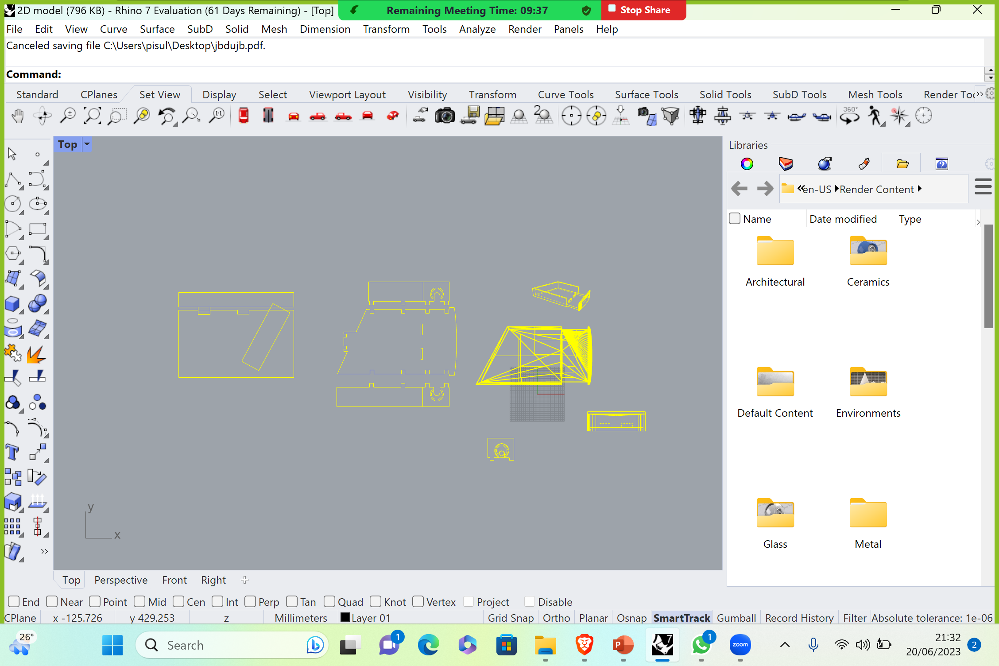 2D model (796 KB) - Rhino 7 Evaluation (61 Days Remaining) - [Top]
Remaining Meeting Time: 09:37
Stop Share
File Edit View Curve Surface SubD Solid Mesh Dimension Transform Tools Analyze Render Panels Help
Canceled saving file C:\Users\pisul\Desktop\jbdujb.pdf.
Command:
Standard CPlanes Set View Display Select Viewport Layout Visibility Transform Curve Tools Surface Tools Solid Tools SubD Tools Mesh Tools Render Too
1:1
2
360°
Top
Libraries
«en-US Render Content
Name Date modified Type
Architectural Ceramics
Default Content Environments
Glass Metal
y
x
Top Perspective Front Right
End Near Point Mid Cen Int Perp Tan Quad Knot Vertex Project Disable
CPlane x -125.726 y 429.253 z Millimeters Layer 01 Grid Snap Ortho Planar Osnap SmartTrack Gumball Record History Filter Absolute tolerance: 1e-06
26°
Search
1
P
7
1
zoom
21:32
20/06/2023
2